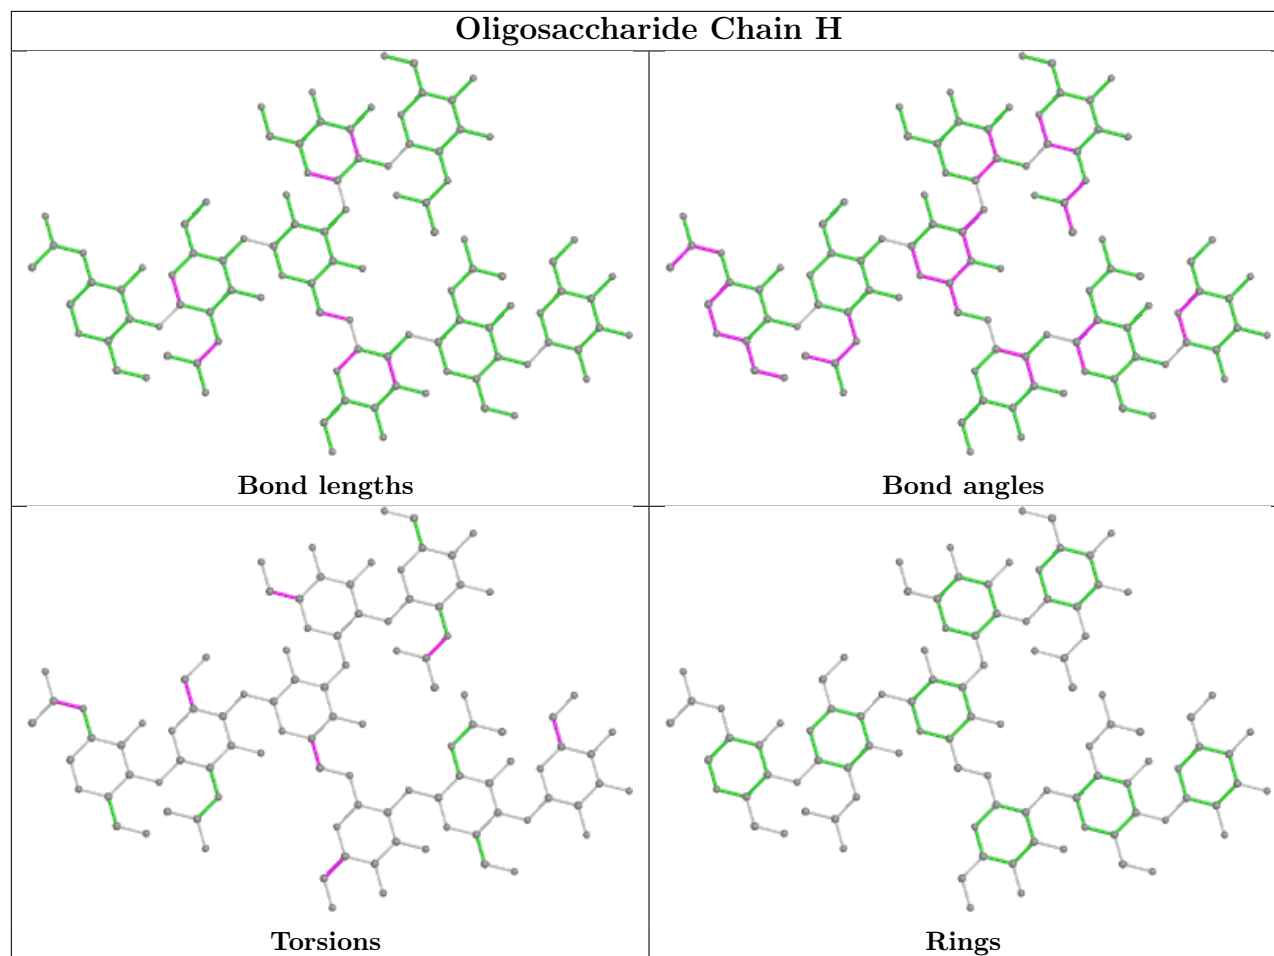 Oligosaccharide Chain H
Bond lengths
Bond angles
Torsions
Rings